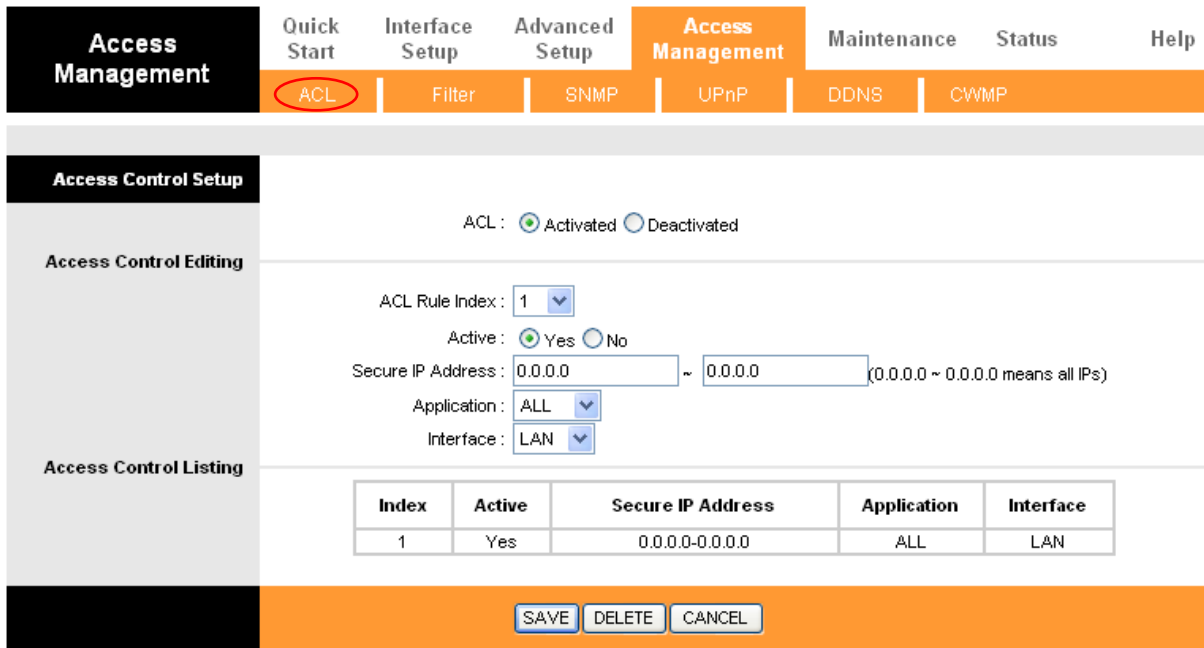 Access Management
Quick Start
Interface Setup
Advanced Setup
Access Management
Maintenance
Status
Help
ACL
Filter
SNMP
UPnP
DDNS
CWMP
Access Control Setup
ACL : Activated Deactivated
Access Control Editing
ACL Rule Index : 1
Active : Yes No
Secure IP Address : 0.0.0.0 ~ 0.0.0.0 (0.0.0.0 ~ 0.0.0.0 means all IPs)
Application : ALL
Interface : LAN
Access Control Listing
Index Active Secure IP Address Application Interface
1 Yes 0.0.0.0-0.0.0.0 ALL LAN
SAVE DELETE CANCEL